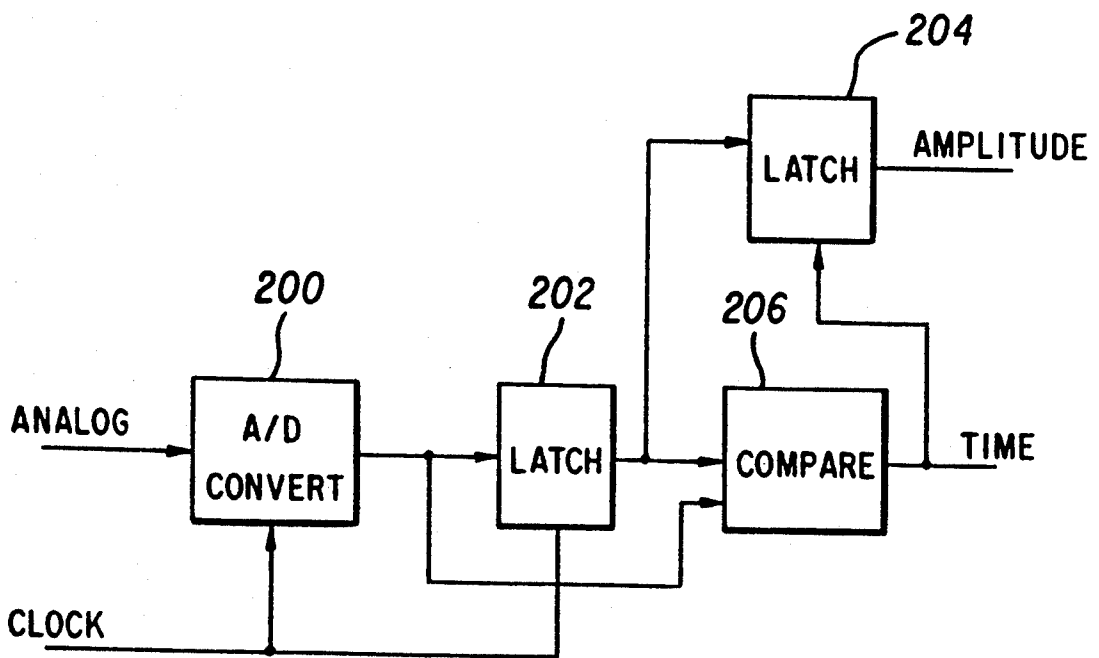 204
LATCH
AMPLITUDE
200
202
206
ANALOG
A/D
CONVERT
LATCH
COMPARE
TIME
CLOCK